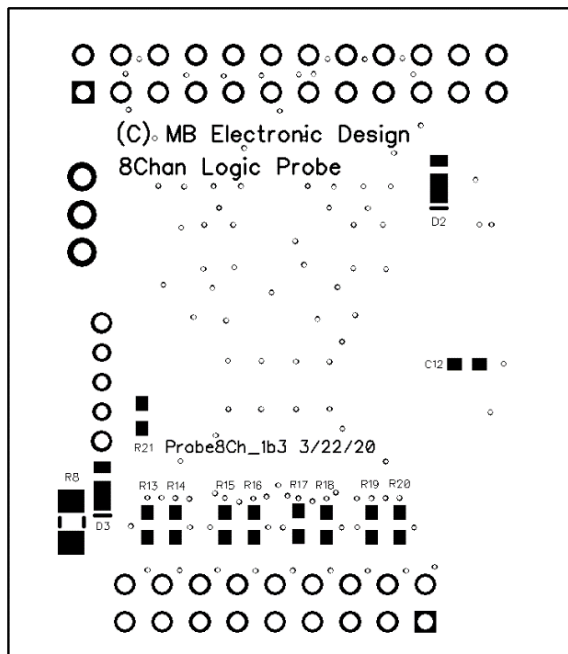 (C) MB Electronic Design
8Chan Logic Probe
D2
C12
R21
Probe8Ch_1b3 3/22/20
R8
D3
R13 R14 R15 R16 R17 R18 R19 R20